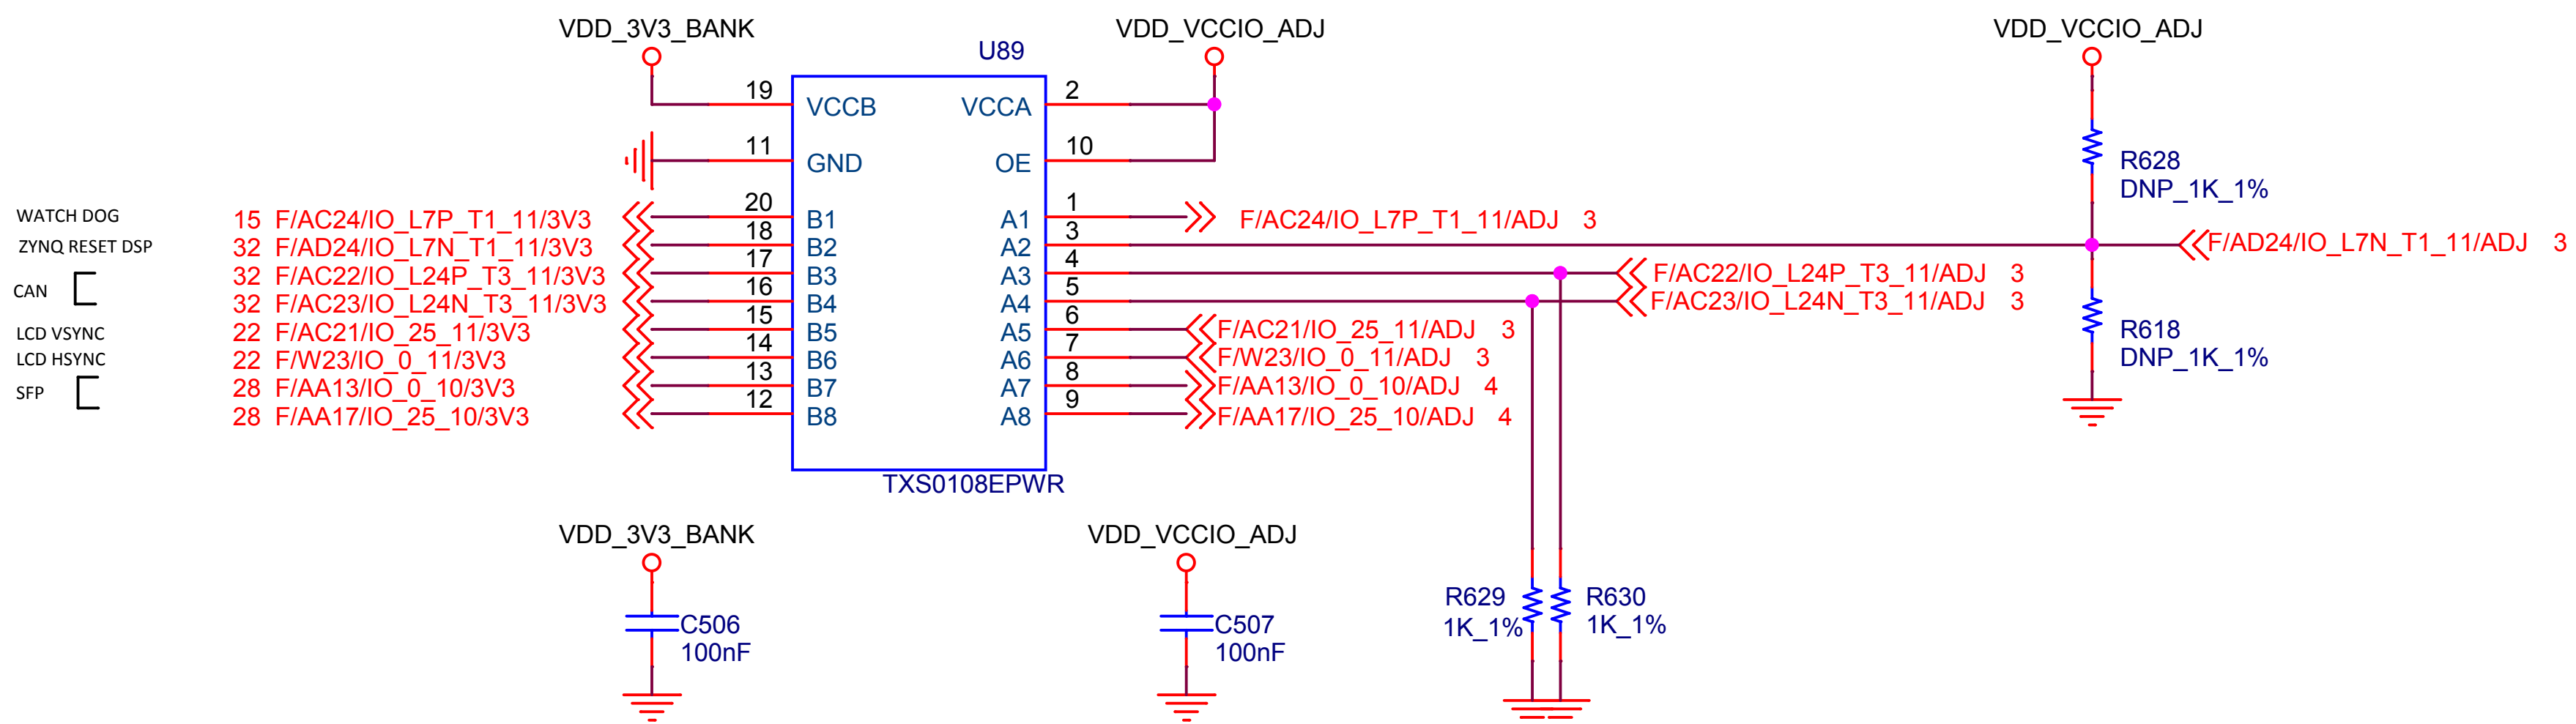 VDD_3V3_BANK VDD_VCCIO_ADJ VDD_VCCIO_ADJ
U89
19 VCCB VCCA 2
11 GND OE 10
R628
DNP_1K_1%
WATCH DOG 15 F/AC24/IO_L7P_T1_11/3V3 20 B1 A1 1 F/AC24/IO_L7P_T1_11/ADJ 3
ZYNQ RESET DSP 32 F/AD24/IO_L7N_T1_11/3V3 18 B2 A2 3 F/AD24/IO_L7N_T1_11/ADJ 3
32 F/AC22/IO_L24P_T3_11/3V3 17 B3 A3 4 F/AC22/IO_L24P_T3_11/ADJ 3
CAN
32 F/AC23/IO_L24N_T3_11/3V3 16 B4 A4 5 F/AC23/IO_L24N_T3_11/ADJ 3
LCD VSYNC 22 F/AC21/IO_25_11/3V3 15 B5 A5 6 F/AC21/IO_25_11/ADJ 3
R618
LCD HSYNC 22 F/W23/IO_0_11/3V3 14 B6 A6 7 F/W23/IO_0_11/ADJ 3
DNP_1K_1%
SFP 28 F/AA13/IO_0_10/3V3 13 B7 A7 8 F/AA13/IO_0_10/ADJ 4
28 F/AA17/IO_25_10/3V3 12 B8 A8 9 F/AA17/IO_25_10/ADJ 4
TXS0108EPWR
VDD_3V3_BANK VDD_VCCIO_ADJ
C506 C507 R629 R630
100nF 100nF 1K_1% 1K_1%